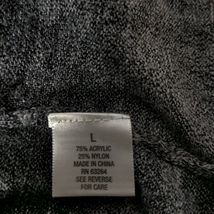 L
75% ACRYLIC
25% NYLON
MADE IN CHINA
RN 63264
SEE REVERSE
FOR CARE